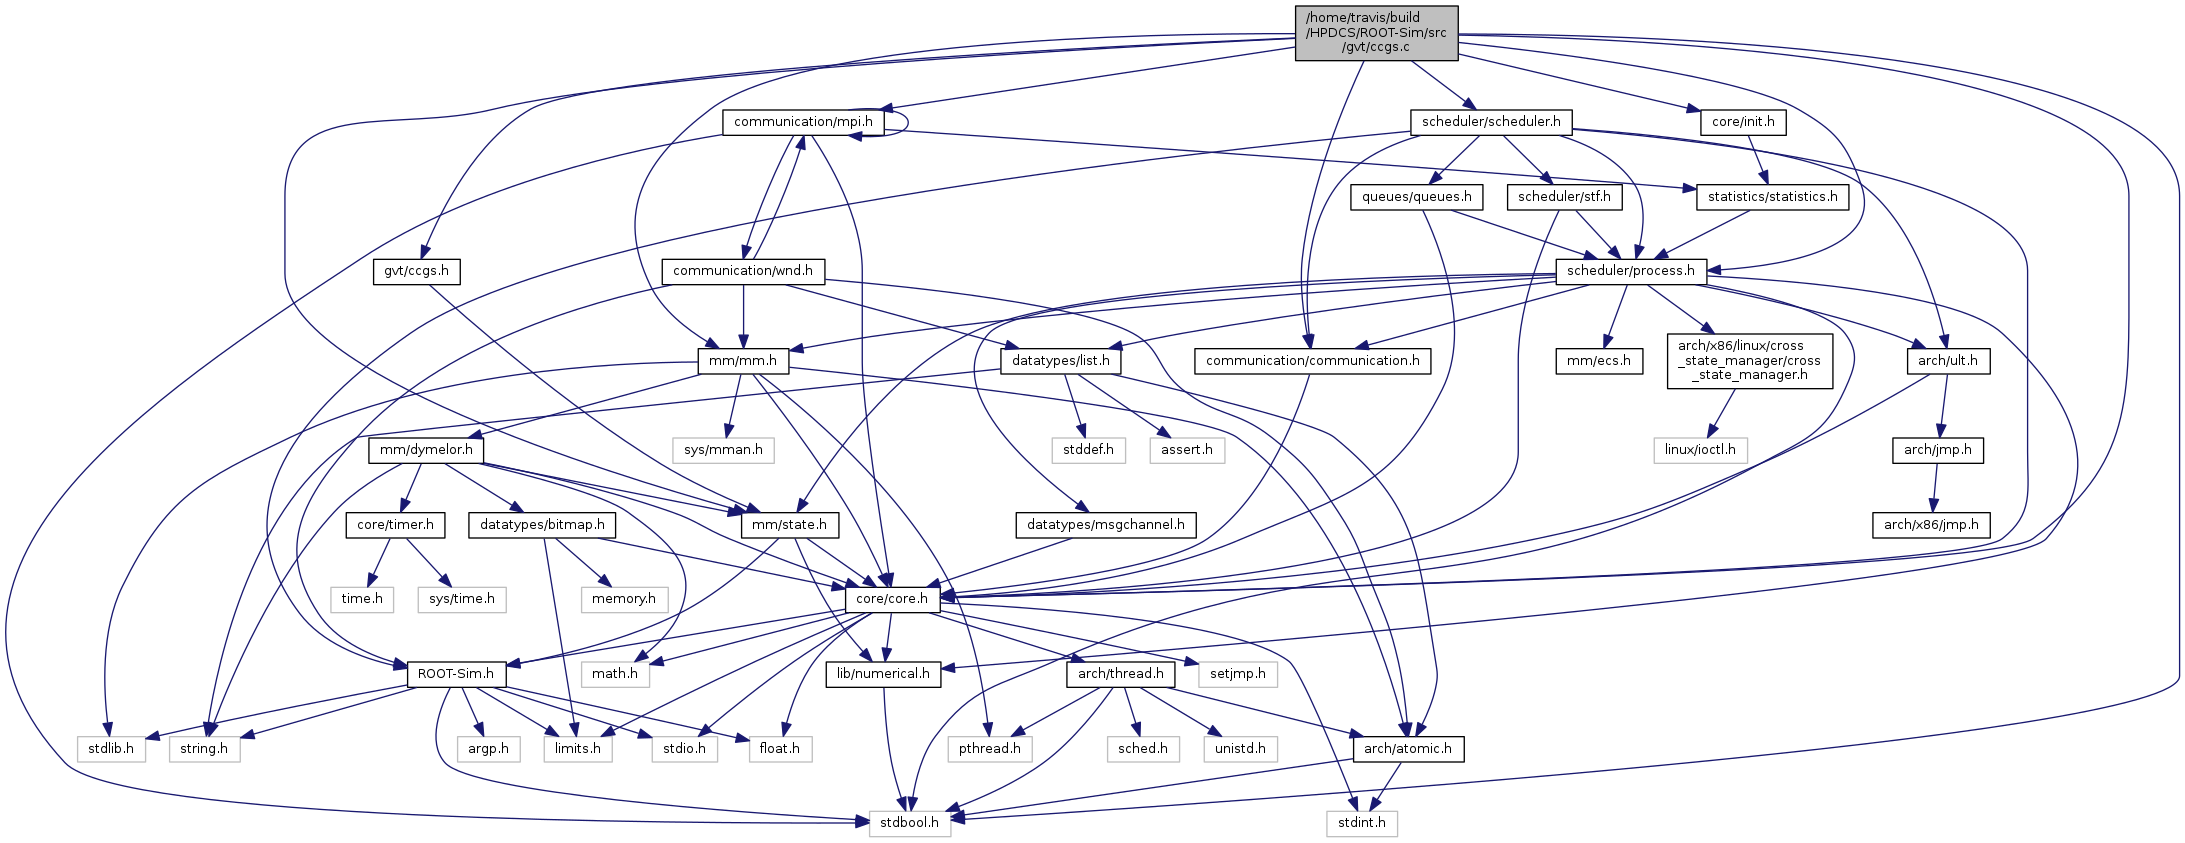 /home/travis/build
/HPDCS/ROOT-Sim/src
/gvt/ccgs.c
communication/mpi.h
scheduler/scheduler.h
core/init.h
queues/queues.h
scheduler/stf.h
statistics/statistics.h
gvt/ccgs.h
communication/wnd.h
scheduler/process.h
mm/mm.h
datatypes/list.h
communication/communication.h
mm/ecs.h
arch/x86/linux/cross
_state_manager/cross
_state_manager.h
arch/ult.h
mm/dymelor.h
sys/mman.h
stddef.h
assert.h
linux/ioctl.h
arch/jmp.h
core/timer.h
datatypes/bitmap.h
mm/state.h
datatypes/msgchannel.h
arch/x86/jmp.h
time.h
sys/time.h
memory.h
core/core.h
ROOT-Sim.h
math.h
lib/numerical.h
arch/thread.h
setjmp.h
stdlib.h
string.h
argp.h
limits.h
stdio.h
float.h
pthread.h
sched.h
unistd.h
arch/atomic.h
stdbool.h
stdint.h